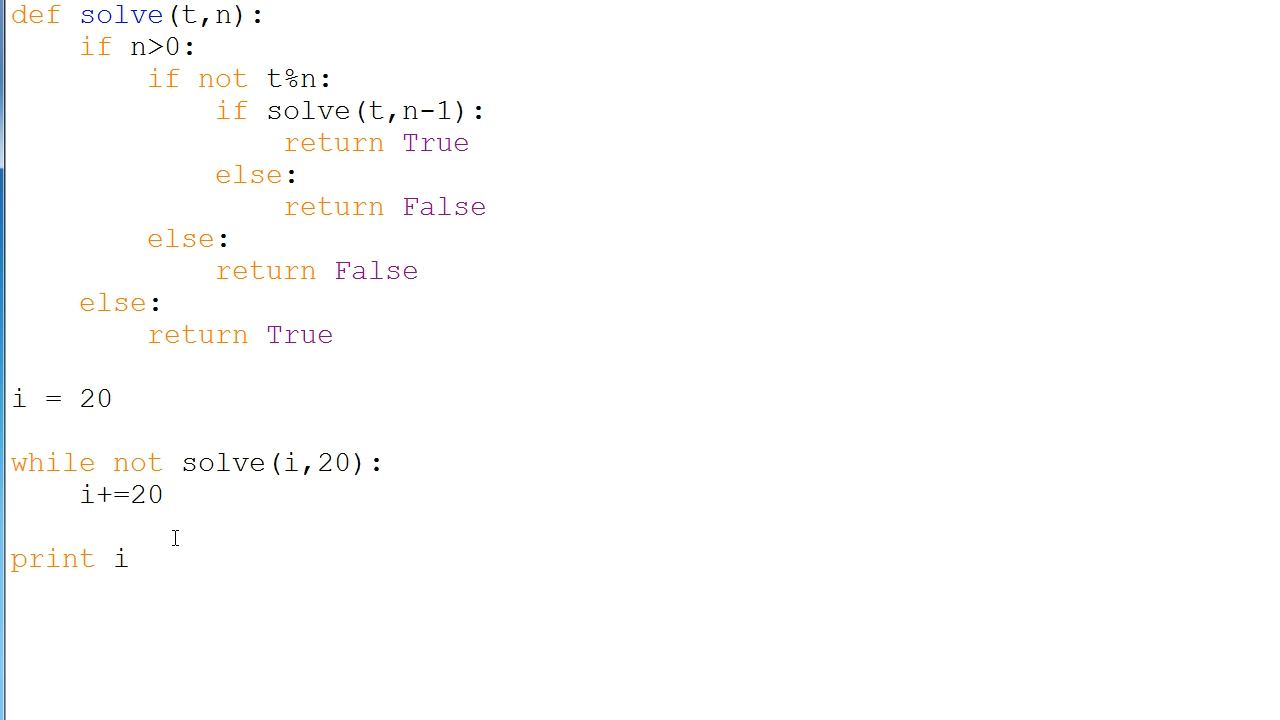 def solve(t,n):
    if n>0:
        if not t%n:
            if solve(t,n-1):
                return True
            else:
                return False
        else:
            return False
    else:
        return True

i = 20

while not solve(i,20):
    i+=20

print i